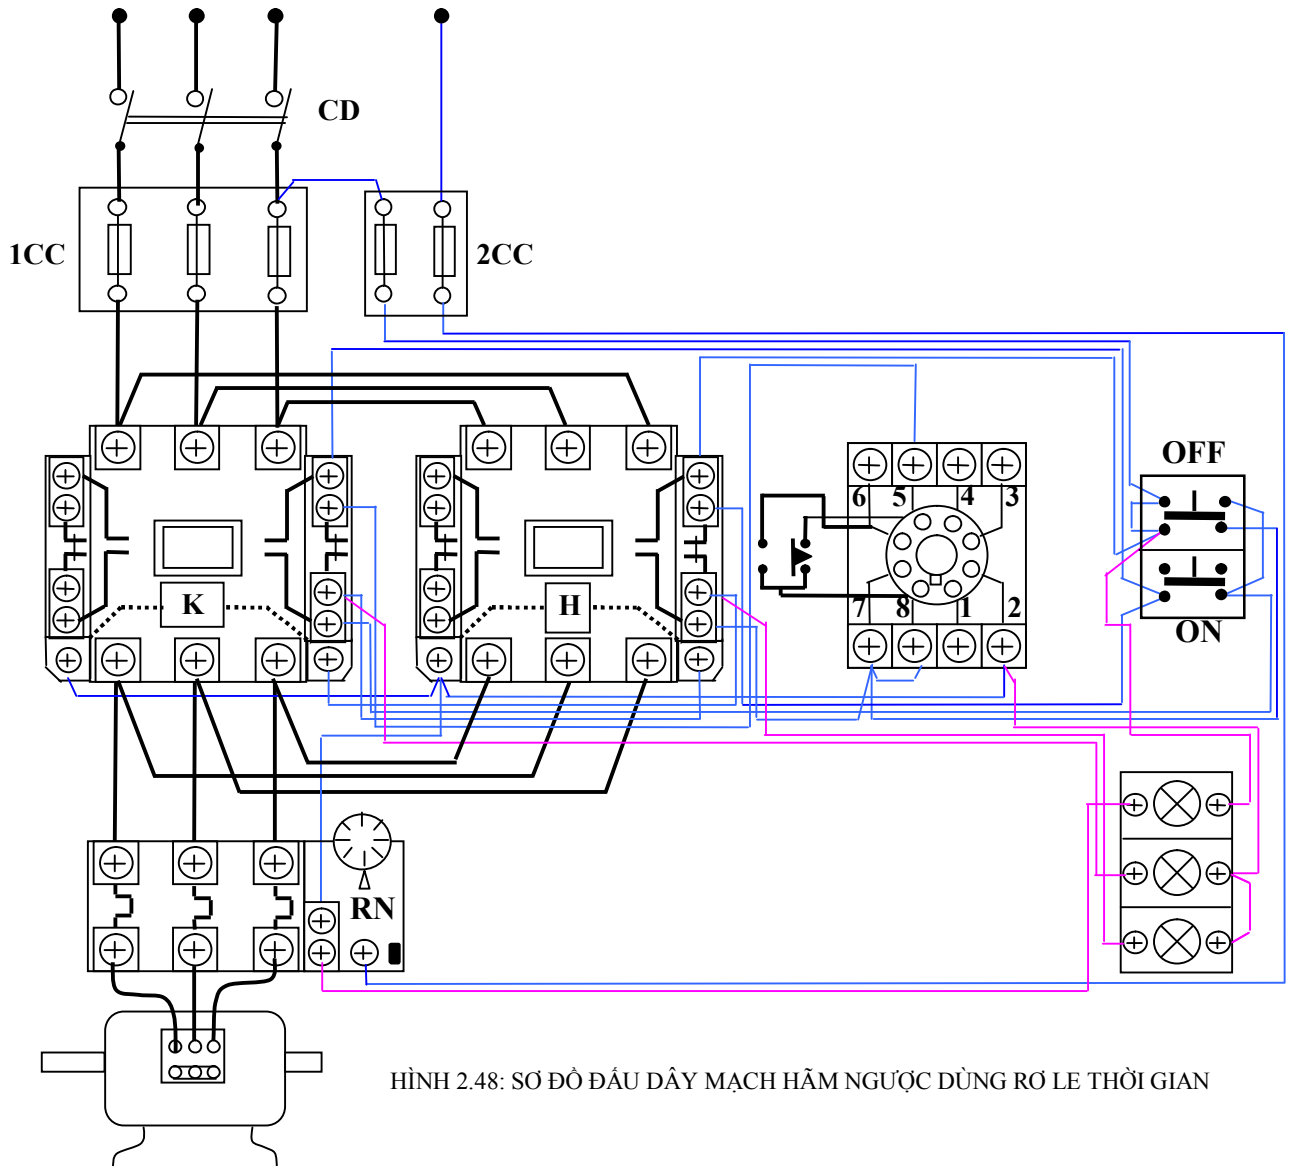 CD
1CC
2CC
OFF
6 5 4 3
K
H
7 8 1 2
ON
RN
HÌNH 2.48: SƠ ĐỒ ĐẤU DÂY MẠCH HÃM NGƯỢC DÙNG RƠ LE THỜI GIAN